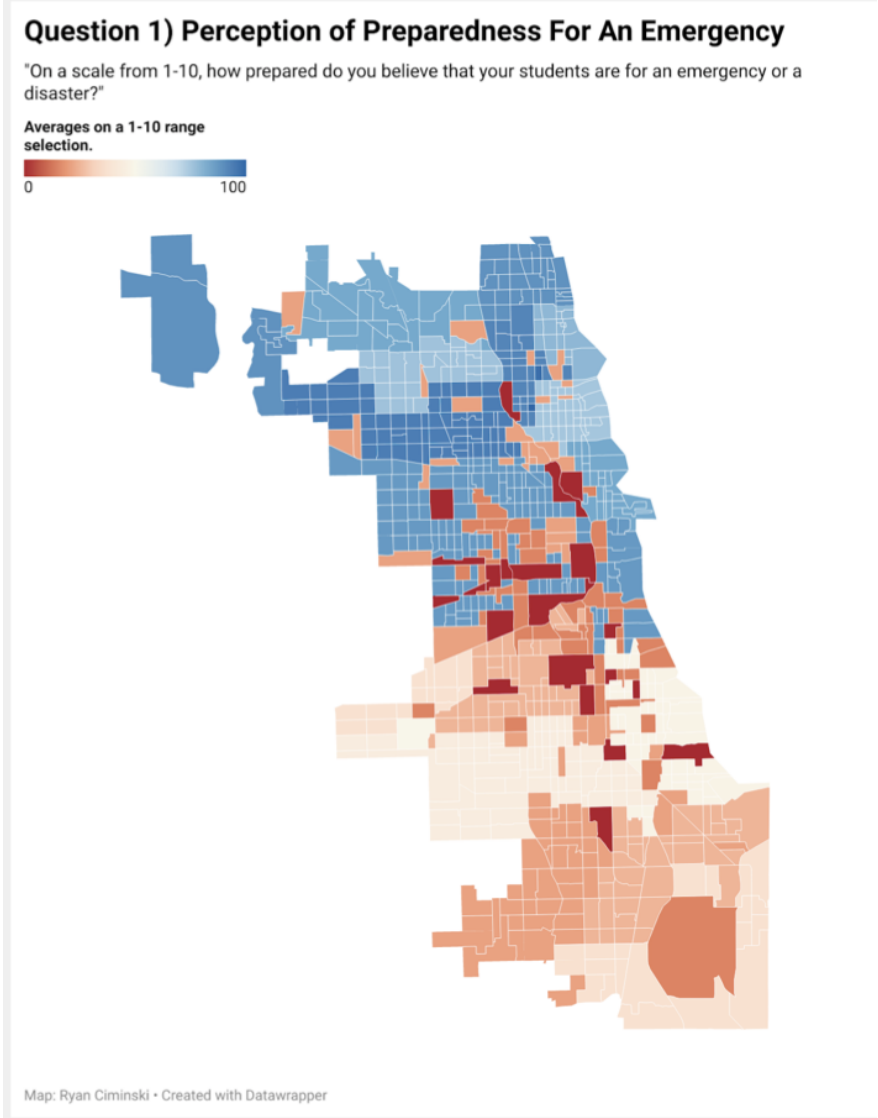 Question 1) Perception of Preparedness For An Emergency
"On a scale from 1-10, how prepared do you believe that your students are for an emergency or a
disaster?"
Averages on a 1-10 range
selection.
0 100
Map: Ryan Ciminski • Created with Datawrapper